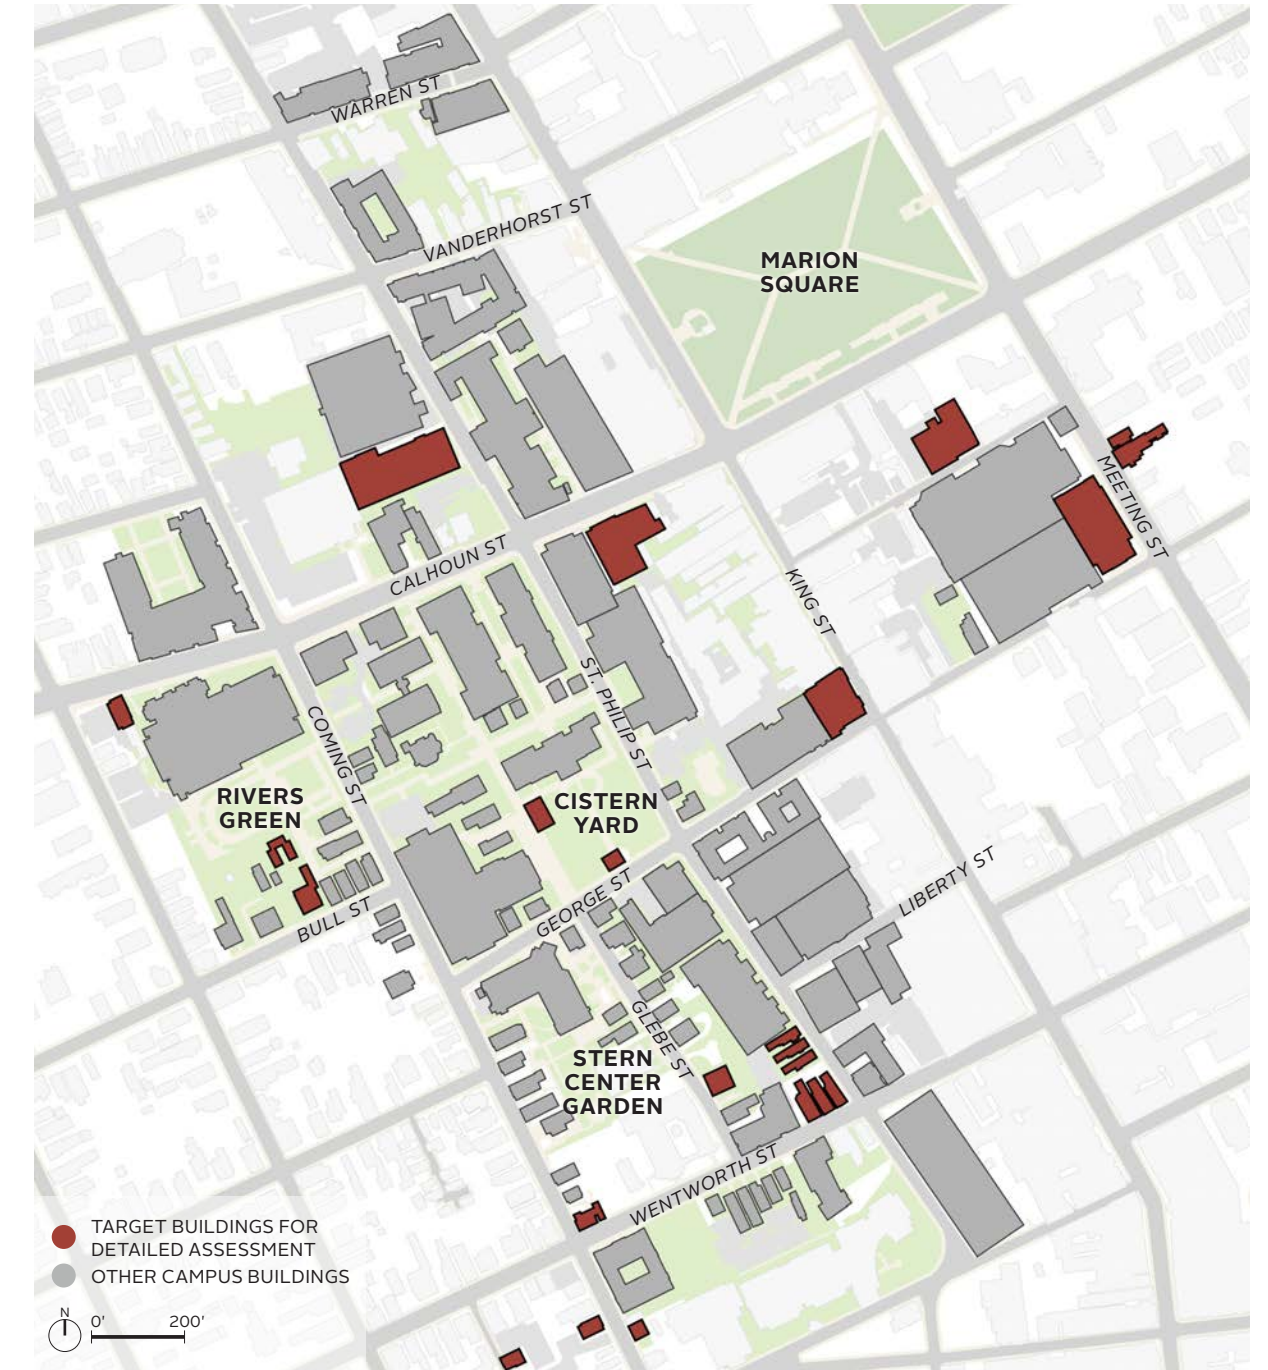 WARREN ST
VANDERHORST ST
MARION
SQUARE
MEETING ST
CALHOUN ST
KING ST
ST. PHILIP ST
COMING ST
RIVERS
GREEN
CISTERN
YARD
BULL ST
GEORGE ST
LIBERTY ST
GLEBE ST
STERN
CENTER
GARDEN
WENTWORTH ST
TARGET BUILDINGS FOR
DETAILED ASSESSMENT
OTHER CAMPUS BUILDINGS
N
0' 200'